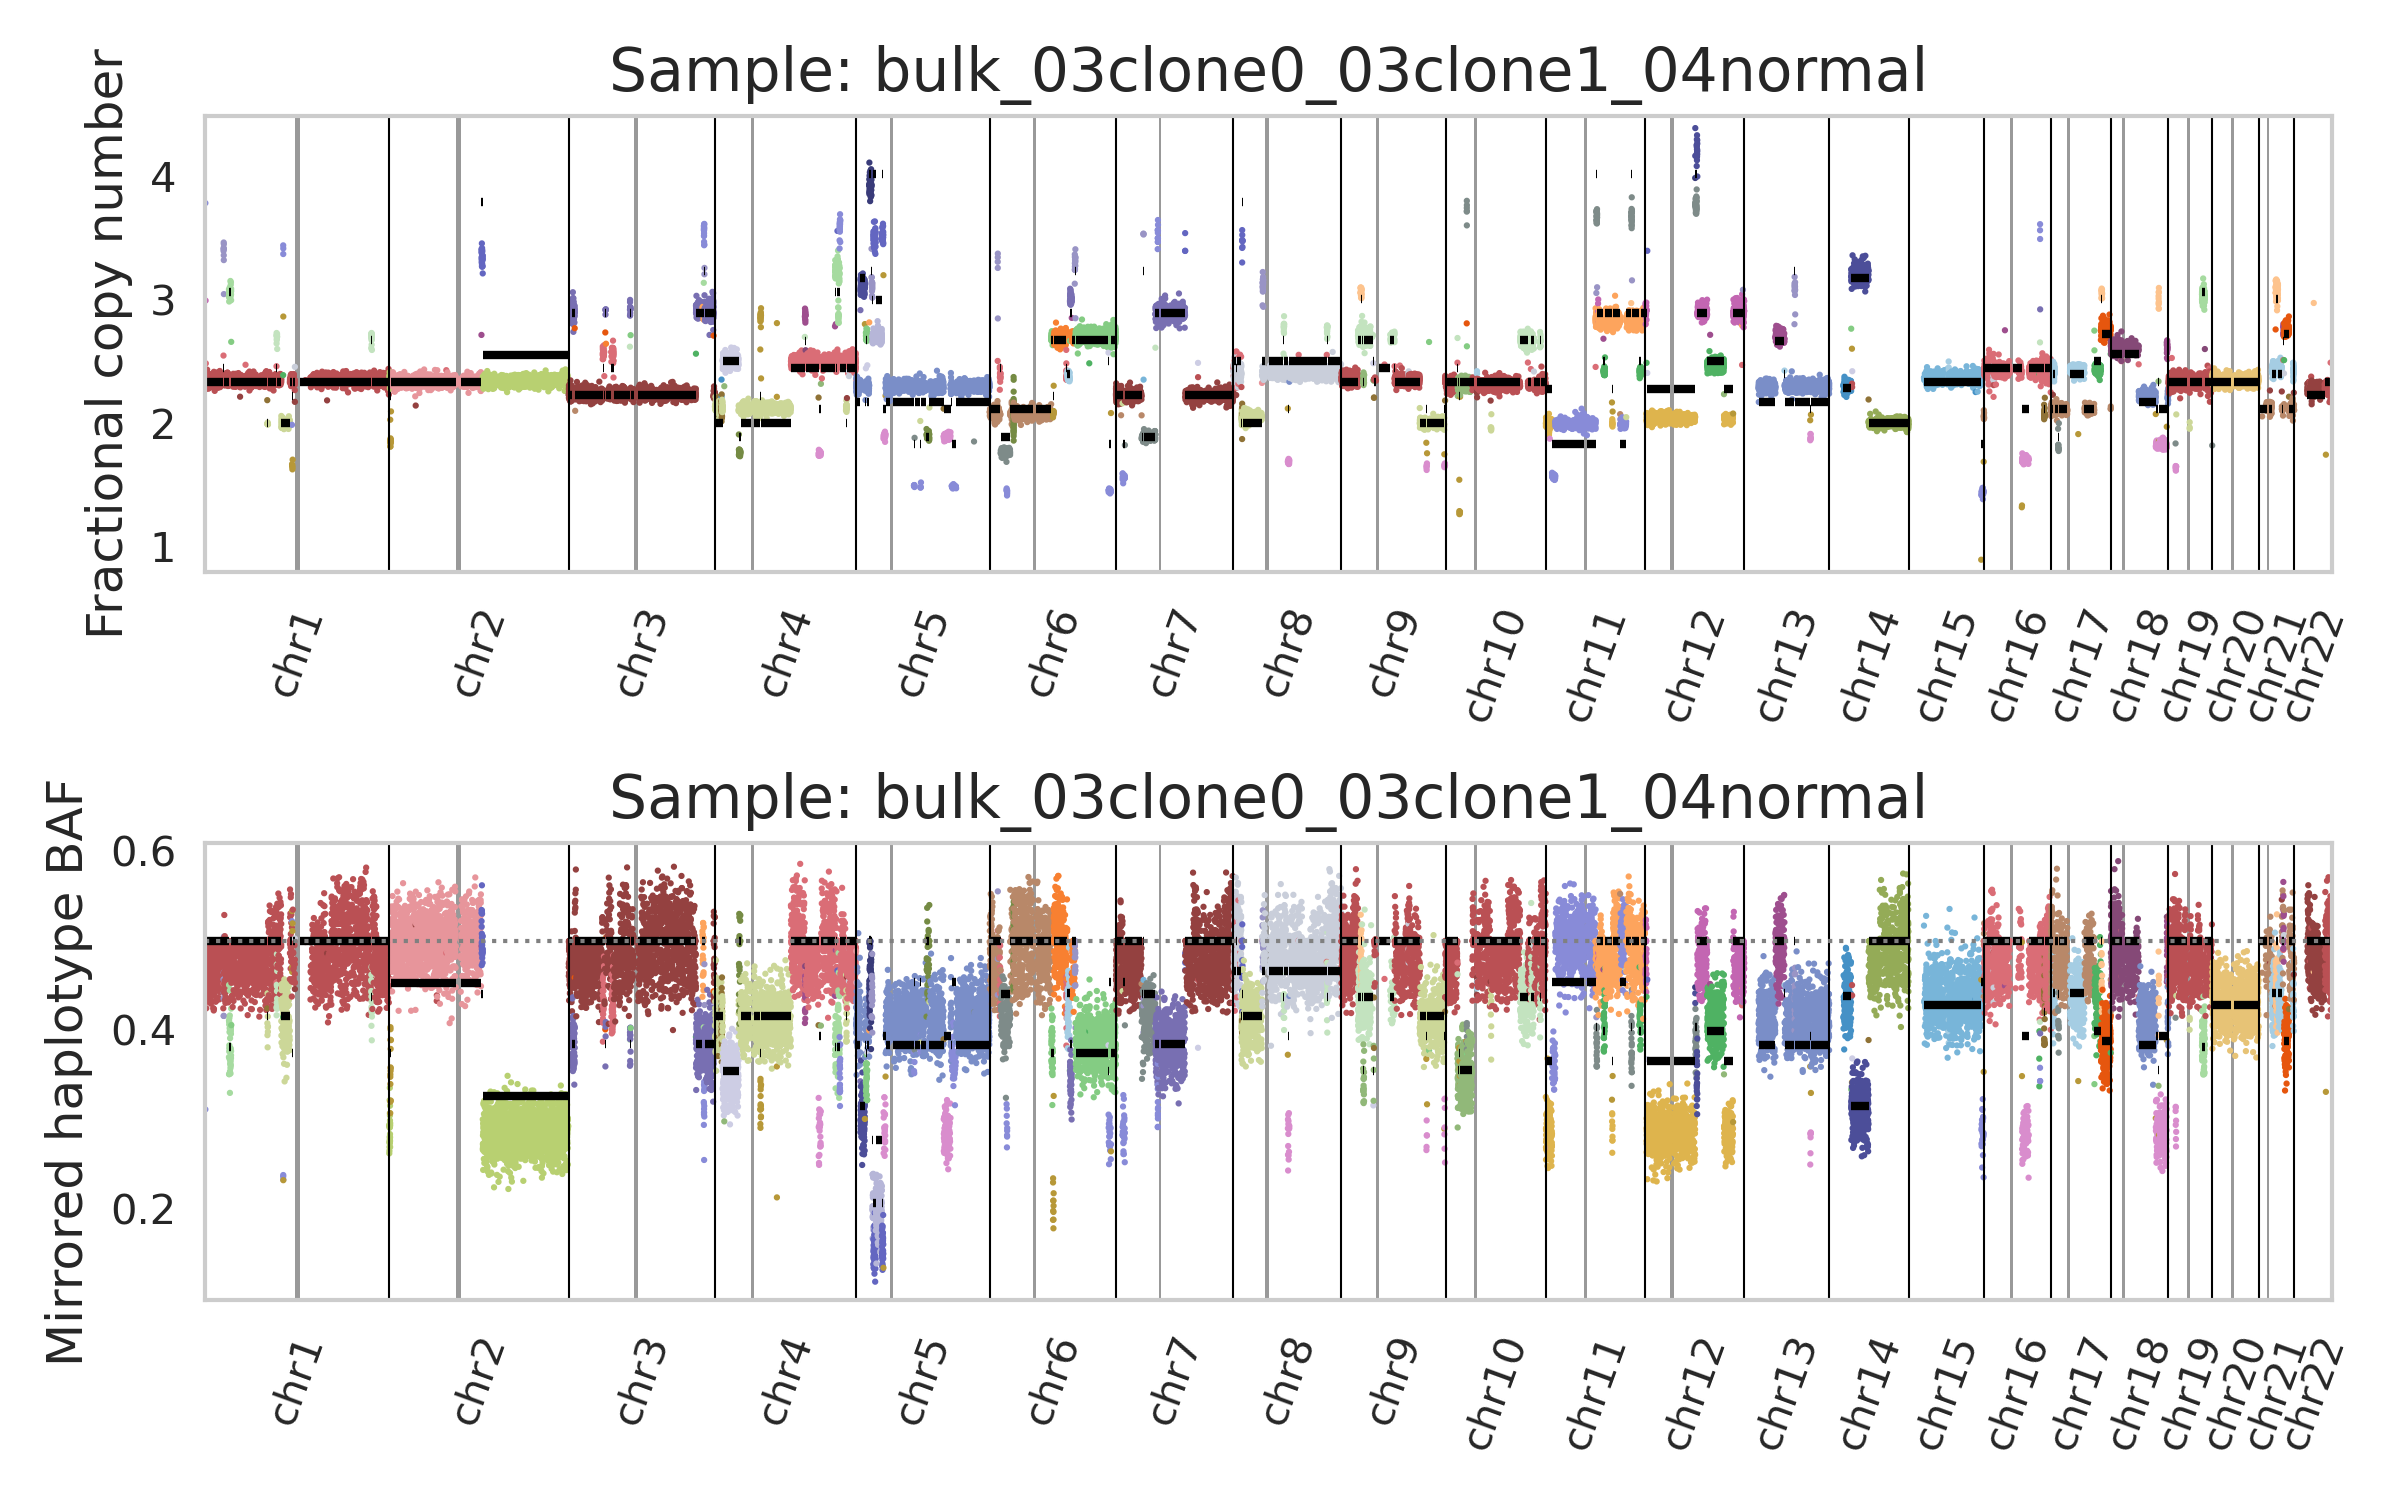 Sample: bulk_03clone0_03clone1_04normal
Fractional copy number
4
3
2
1
chr1 chr2 chr3 chr4 chr5 chr6 chr7 chr8 chr9 chr10 chr11 chr12 chr13 chr14 chr15 chr16 chr17 chr18 chr19 chr20 chr21 chr22
Sample: bulk_03clone0_03clone1_04normal
Mirrored haplotype BAF
0.6
0.4
0.2
chr1 chr2 chr3 chr4 chr5 chr6 chr7 chr8 chr9 chr10 chr11 chr12 chr13 chr14 chr15 chr16 chr17 chr18 chr19 chr20 chr21 chr22